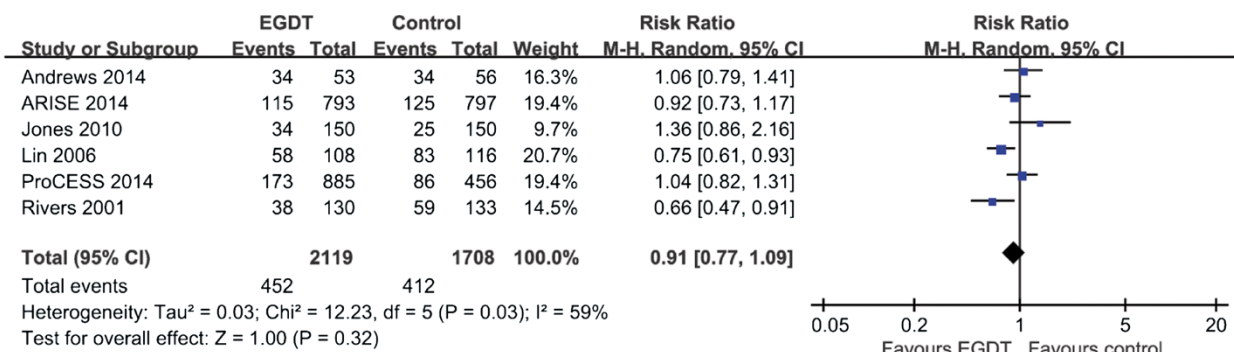 EGDT Control Risk Ratio Risk Ratio
Study or Subgroup Events Total Events Total Weight M-H, Random, 95% CI M-H, Random, 95% CI
Andrews 2014 34 53 34 56 16.3% 1.06 [0.79, 1.41]
ARISE 2014 115 793 125 797 19.4% 0.92 [0.73, 1.17]
Jones 2010 34 150 25 150 9.7% 1.36 [0.86, 2.16]
Lin 2006 58 108 83 116 20.7% 0.75 [0.61, 0.93]
ProCESS 2014 173 885 86 456 19.4% 1.04 [0.82, 1.31]
Rivers 2001 38 130 59 133 14.5% 0.66 [0.47, 0.91]
Total (95% CI) 2119 1708 100.0% 0.91 [0.77, 1.09]
Total events 452 412
Heterogeneity: Tau² = 0.03; Chi² = 12.23, df = 5 (P = 0.03); I² = 59%
Test for overall effect: Z = 1.00 (P = 0.32)
0.05 0.2 1 5 20
Favours EGDT Favours control